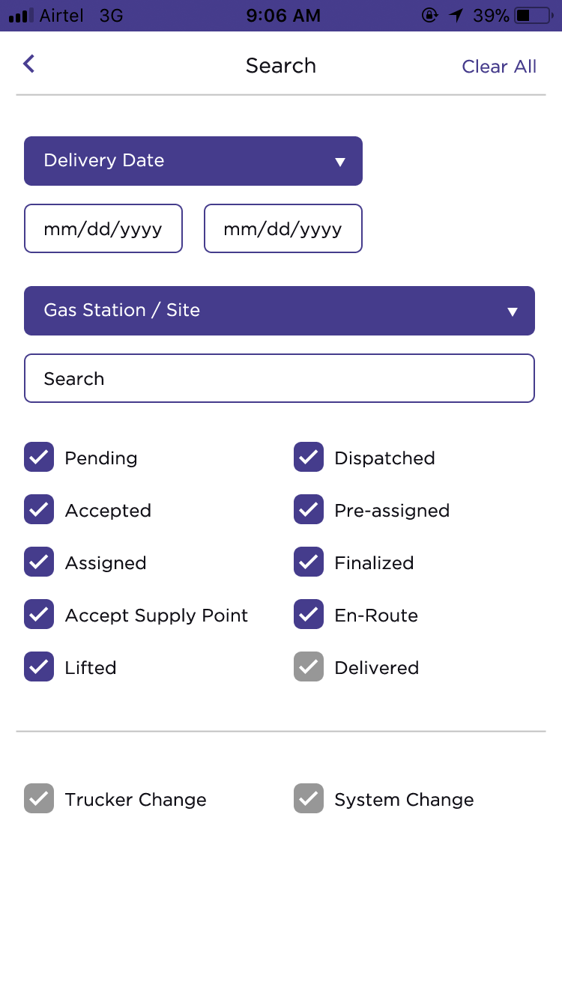 Airtel 3G 9:06 AM 39%
Search Clear All
Delivery Date
mm/dd/yyyy mm/dd/yyyy
Gas Station / Site
Search
Pending Dispatched
Accepted Pre-assigned
Assigned Finalized
Accept Supply Point En-Route
Lifted Delivered
Trucker Change System Change